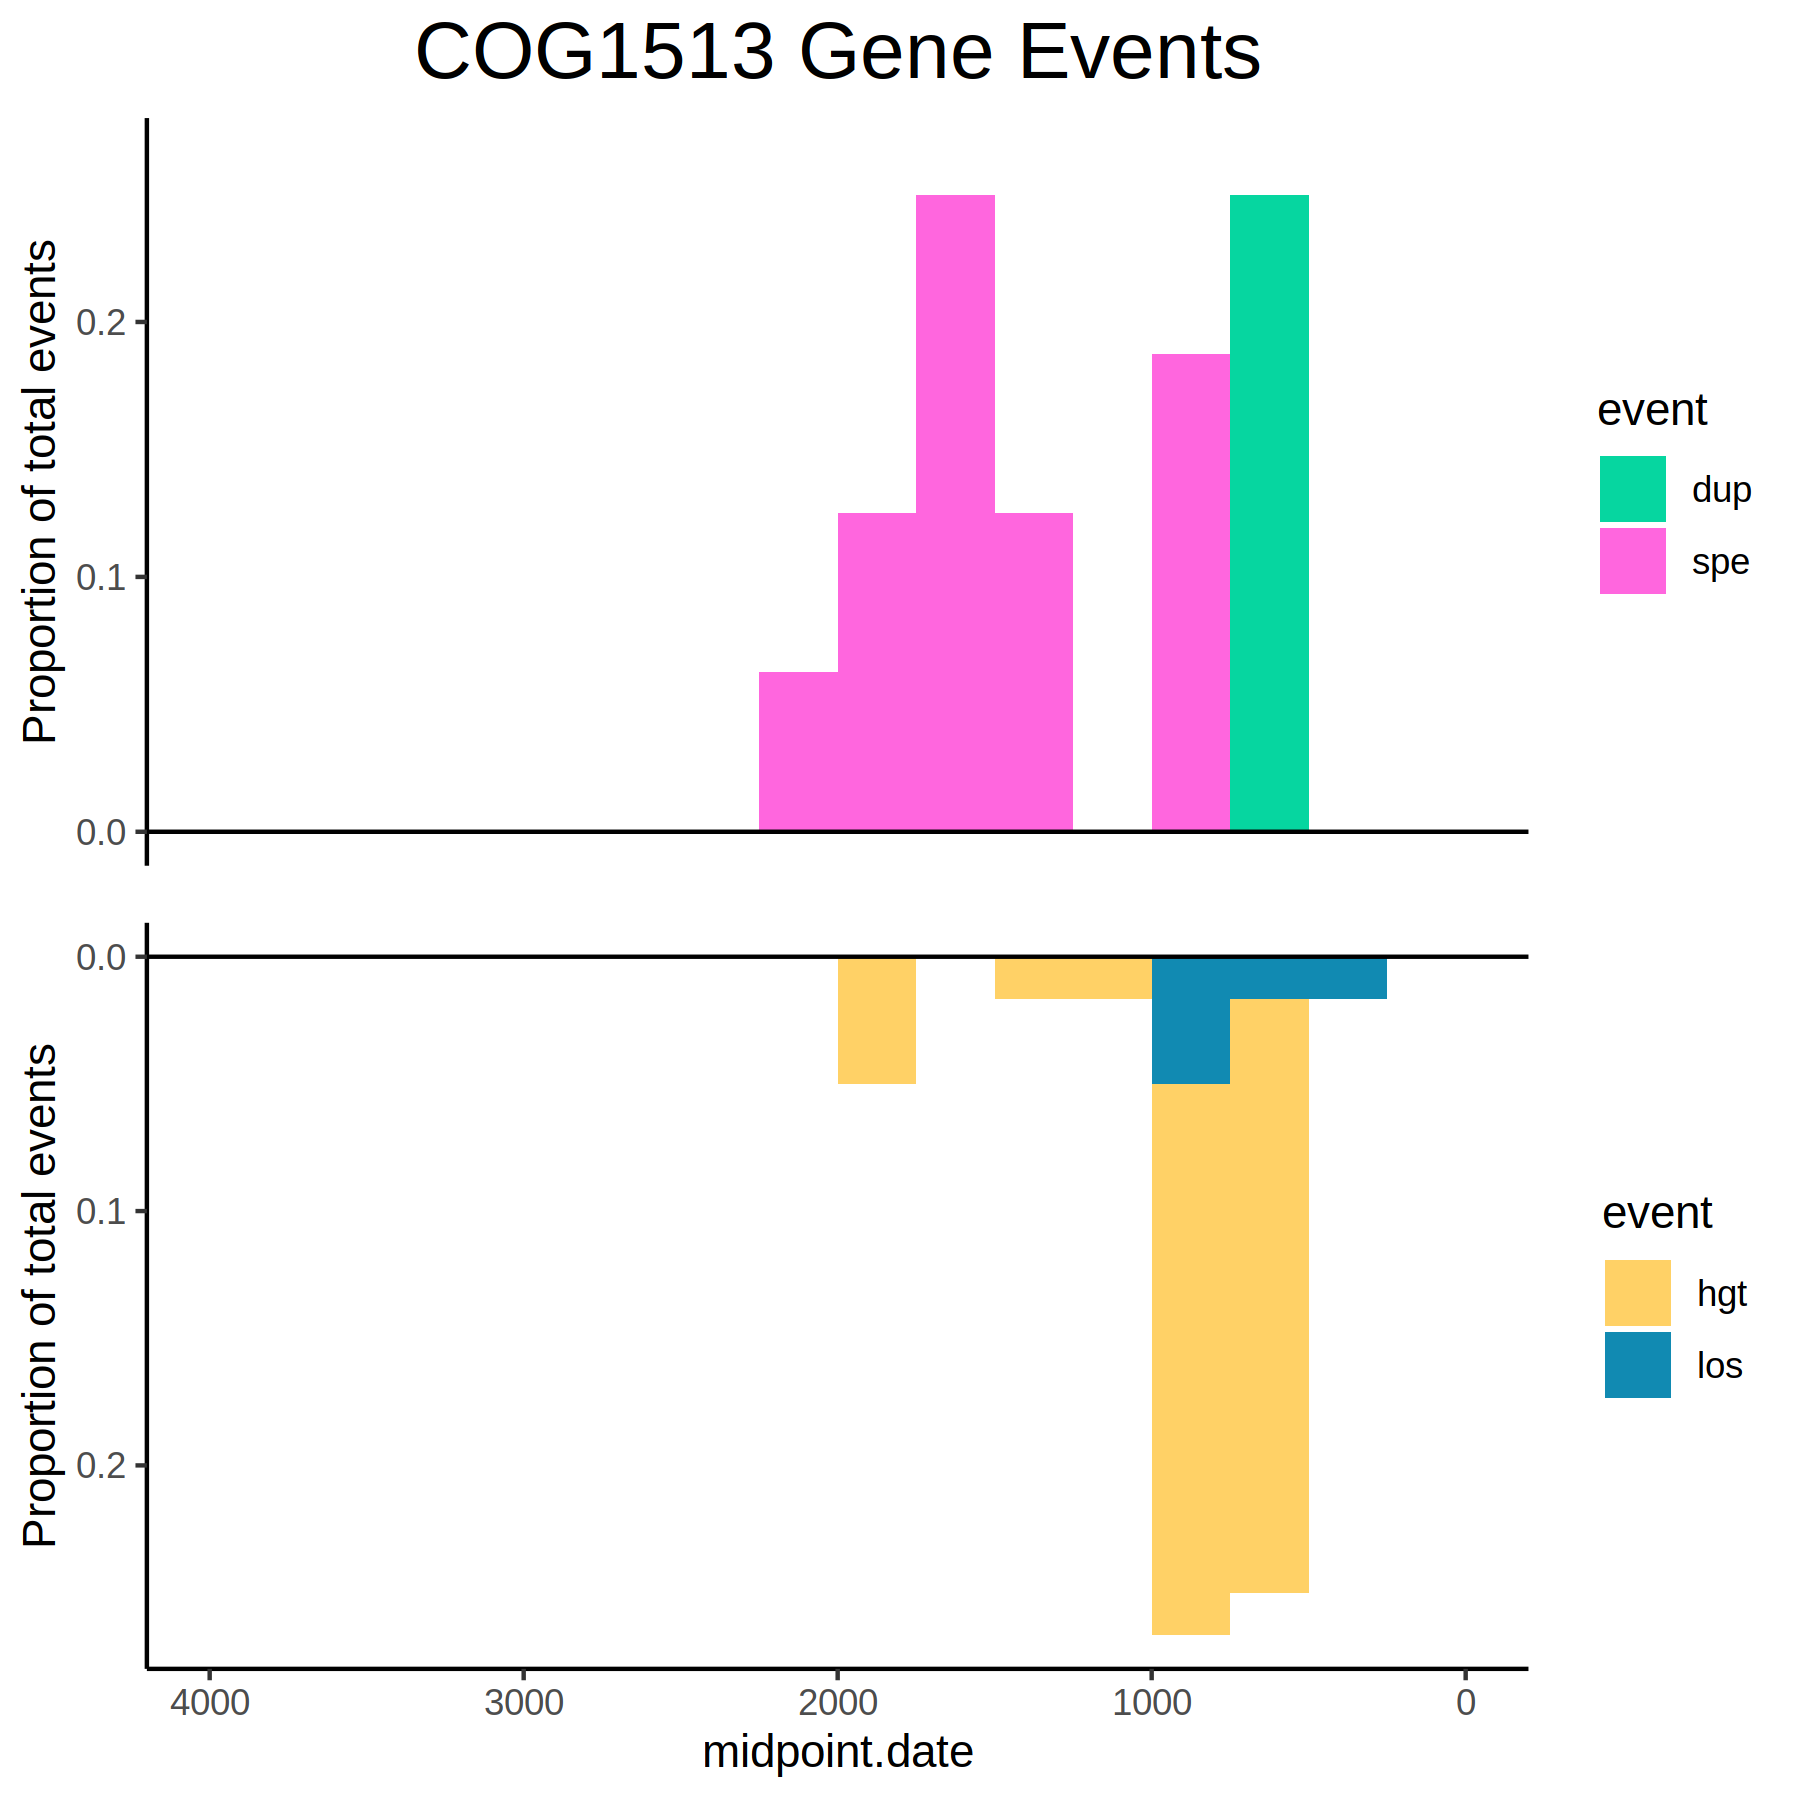 COG1513 Gene Events
Proportion of total events
0.2
0.1
0.0
event
dup
spe
Proportion of total events
0.0
0.1
0.2
event
hgt
los
4000 3000 2000 1000 0
midpoint.date